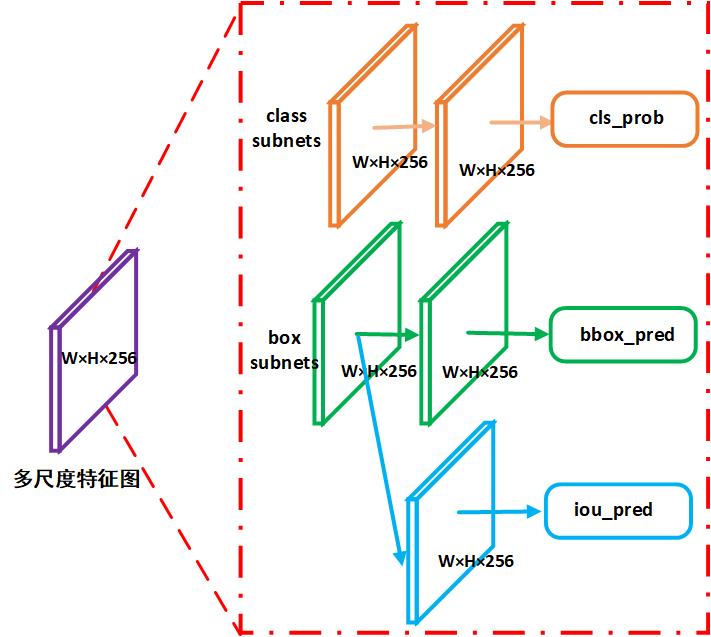 W×H×256
多尺度特征图
class
subnets
W×H×256
W×H×256
cls_prob
box
subnets
W×H×256
W×H×256
bbox_pred
W×H×256
iou_pred